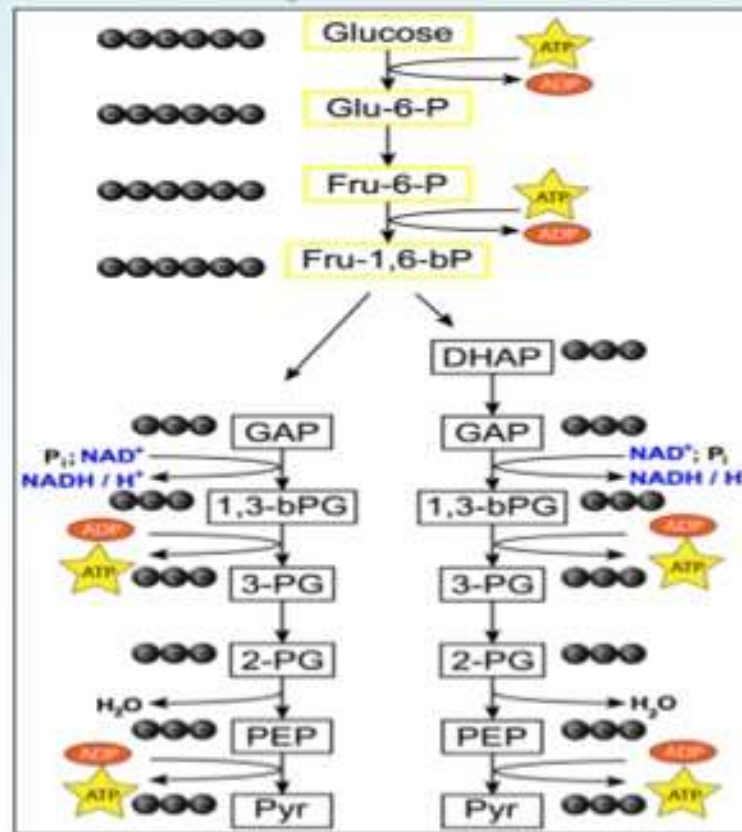 Glucose
ATP
ADP
Glu-6-P
Fru-6-P
ATP
ADP
Fru-1,6-bP
DHAP
GAP GAP
Pi; NAD⁺ NAD⁺; Pi
NADH / H⁺ NADH / H
1,3-bPG 1,3-bPG
ADP ADP
ATP ATP
3-PG 3-PG
2-PG 2-PG
H₂O H₂O
PEP PEP
ADP ADP
ATP ATP
Pyr Pyr